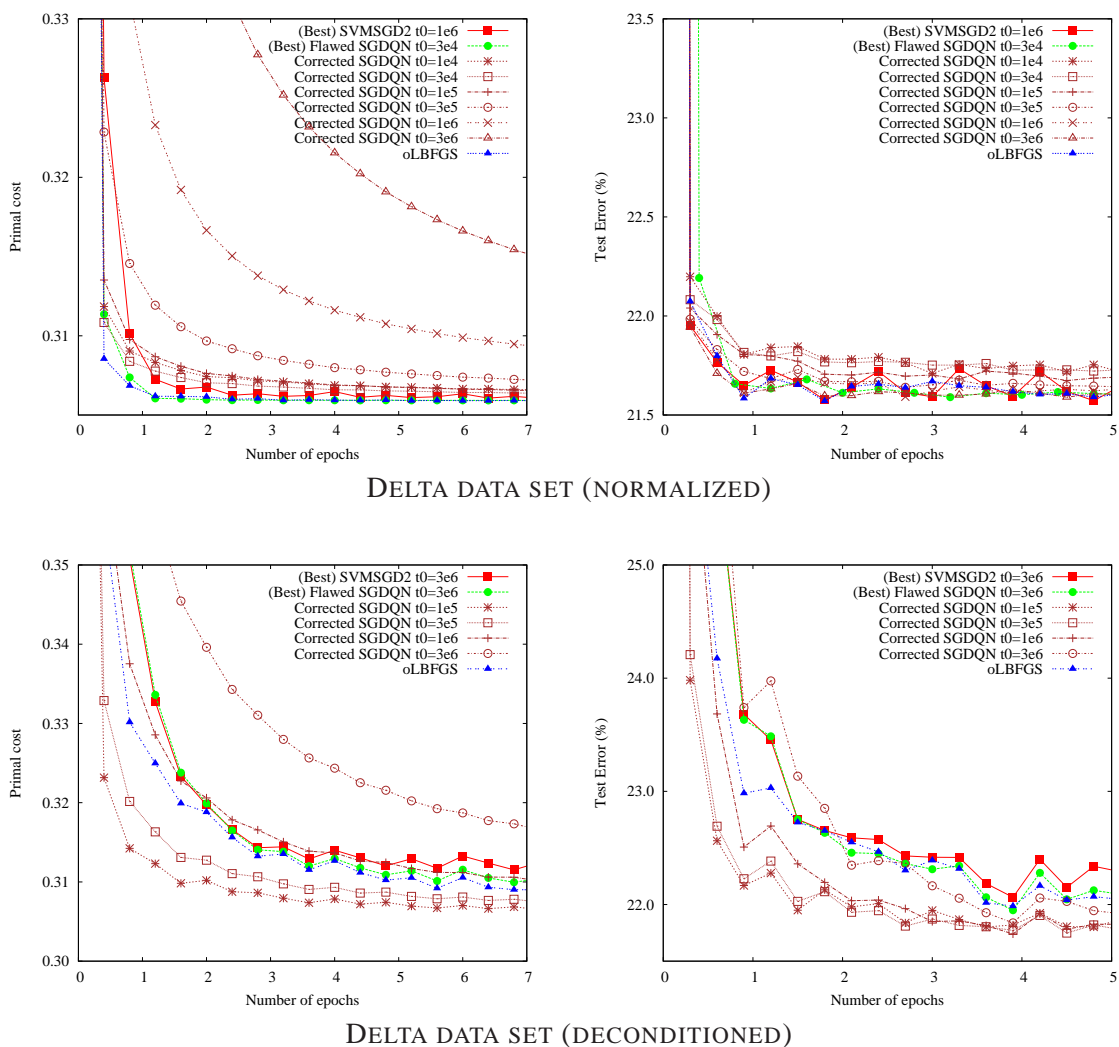 0.33
0.32
0.31
0 1 2 3 4 5 6 7
Primal cost
Number of epochs
(Best) SVMSGD2 t0=1e6
(Best) Flawed SGDQN t0=3e4
Corrected SGDQN t0=1e4
Corrected SGDQN t0=3e4
Corrected SGDQN t0=1e5
Corrected SGDQN t0=3e5
Corrected SGDQN t0=1e6
Corrected SGDQN t0=3e6
oLBFGS
23.5
23.0
22.5
22.0
21.5
0 1 2 3 4 5
Test Error (%)
Number of epochs
(Best) SVMSGD2 t0=1e6
(Best) Flawed SGDQN t0=3e4
Corrected SGDQN t0=1e4
Corrected SGDQN t0=3e4
Corrected SGDQN t0=1e5
Corrected SGDQN t0=3e5
Corrected SGDQN t0=1e6
Corrected SGDQN t0=3e6
oLBFGS
DELTA DATA SET (NORMALIZED)
0.35
0.34
0.33
0.32
0.31
0.30
0 1 2 3 4 5 6 7
Primal cost
Number of epochs
(Best) SVMSGD2 t0=3e6
(Best) Flawed SGDQN t0=3e6
Corrected SGDQN t0=1e5
Corrected SGDQN t0=3e5
Corrected SGDQN t0=1e6
Corrected SGDQN t0=3e6
oLBFGS
25.0
24.0
23.0
22.0
0 1 2 3 4 5
Test Error (%)
Number of epochs
(Best) SVMSGD2 t0=3e6
(Best) Flawed SGDQN t0=3e6
Corrected SGDQN t0=1e5
Corrected SGDQN t0=3e5
Corrected SGDQN t0=1e6
Corrected SGDQN t0=3e6
oLBFGS
DELTA DATA SET (DECONDITIONED)